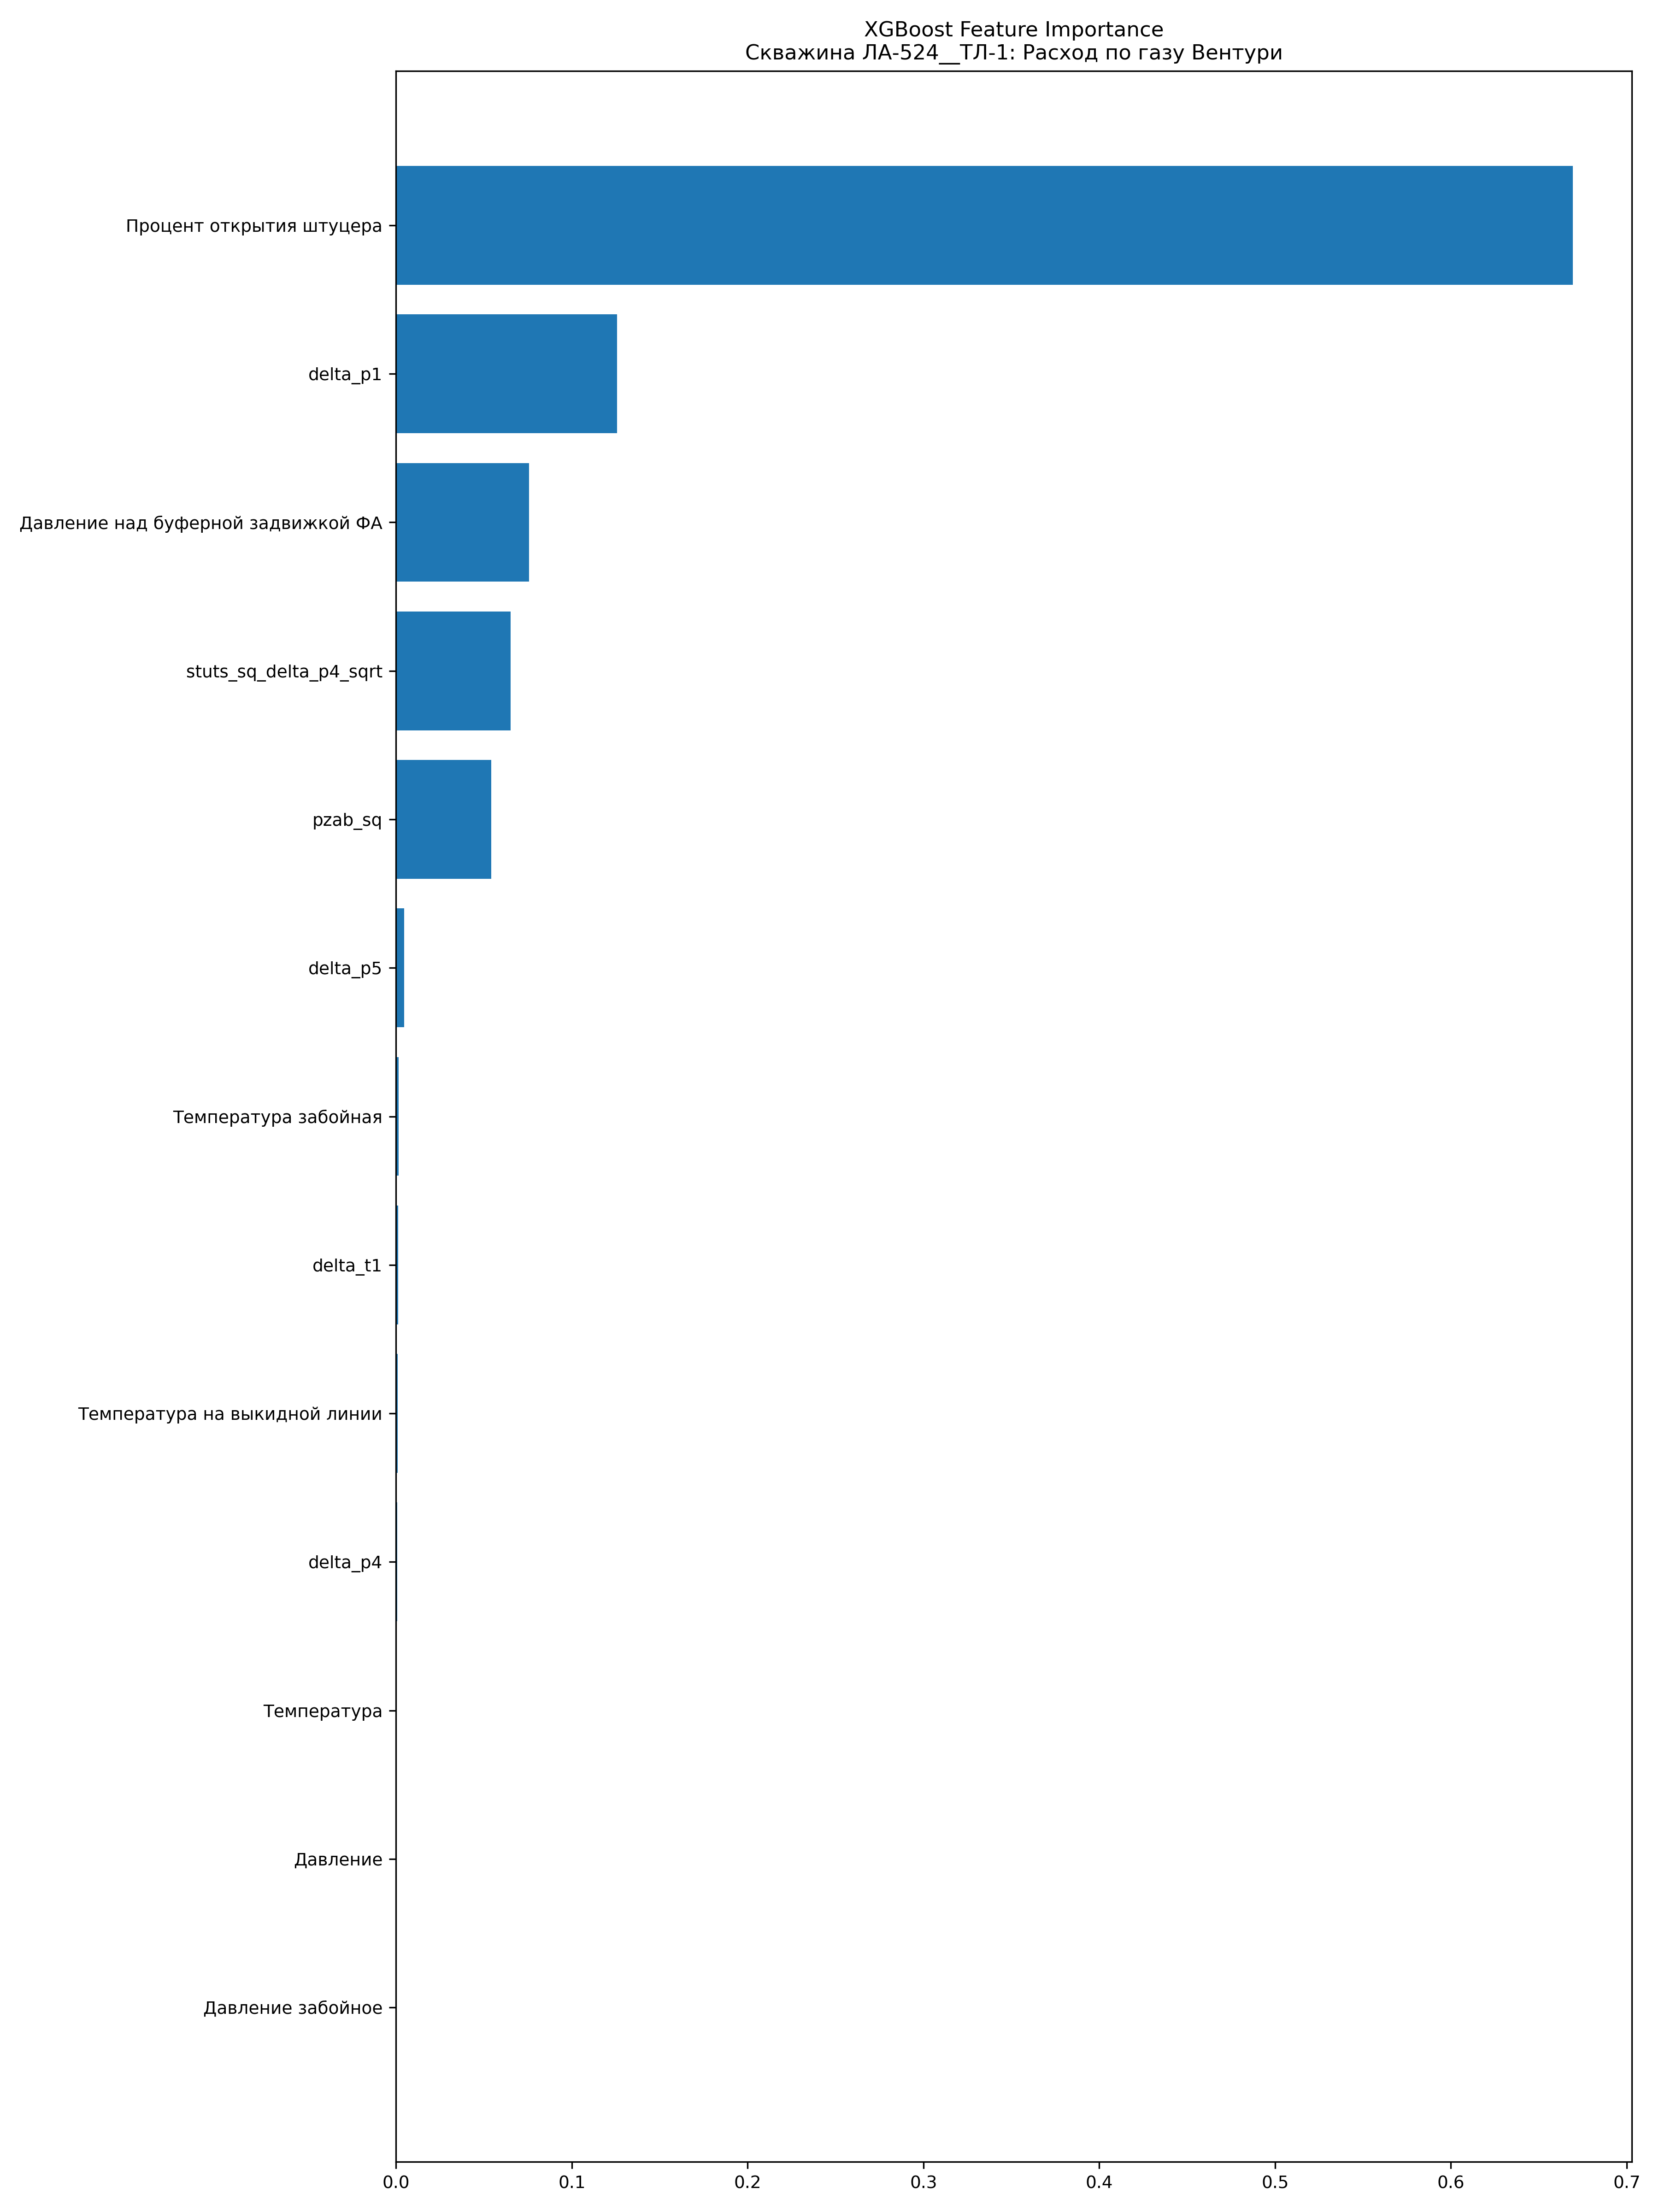 XGBoost Feature Importance
Скважина ЛА-524__ТЛ-1: Расход по газу Вентури
Процент открытия штуцера
delta_p1
Давление над буферной задвижкой ФА
stuts_sq_delta_p4_sqrt
pzab_sq
delta_p5
Температура забойная
delta_t1
Температура на выкидной линии
delta_p4
Температура
Давление
Давление забойное
0.0 0.1 0.2 0.3 0.4 0.5 0.6 0.7